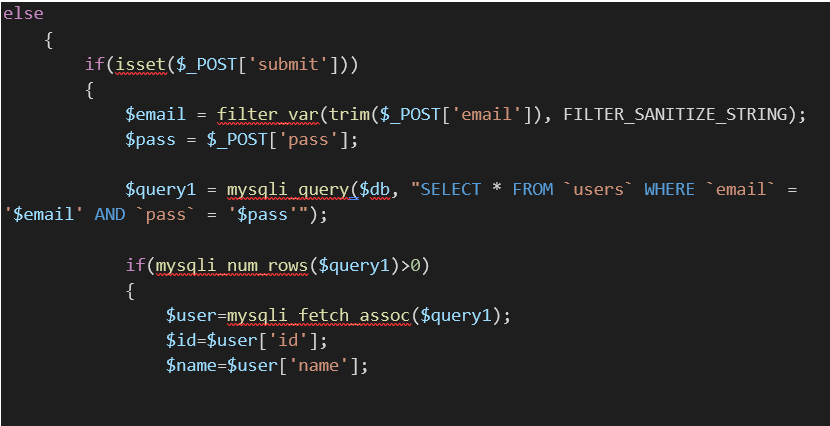 else
{
if(isset($_POST['submit']))
{
$email = filter_var(trim($_POST['email']), FILTER_SANITIZE_STRING);
$pass = $_POST['pass'];
$query1 = mysqli_query($db, "SELECT * FROM `users` WHERE `email` =
'$email' AND `pass` = '$pass'");
if(mysqli_num_rows($query1)>0)
{
$user=mysqli_fetch_assoc($query1);
$id=$user['id'];
$name=$user['name'];